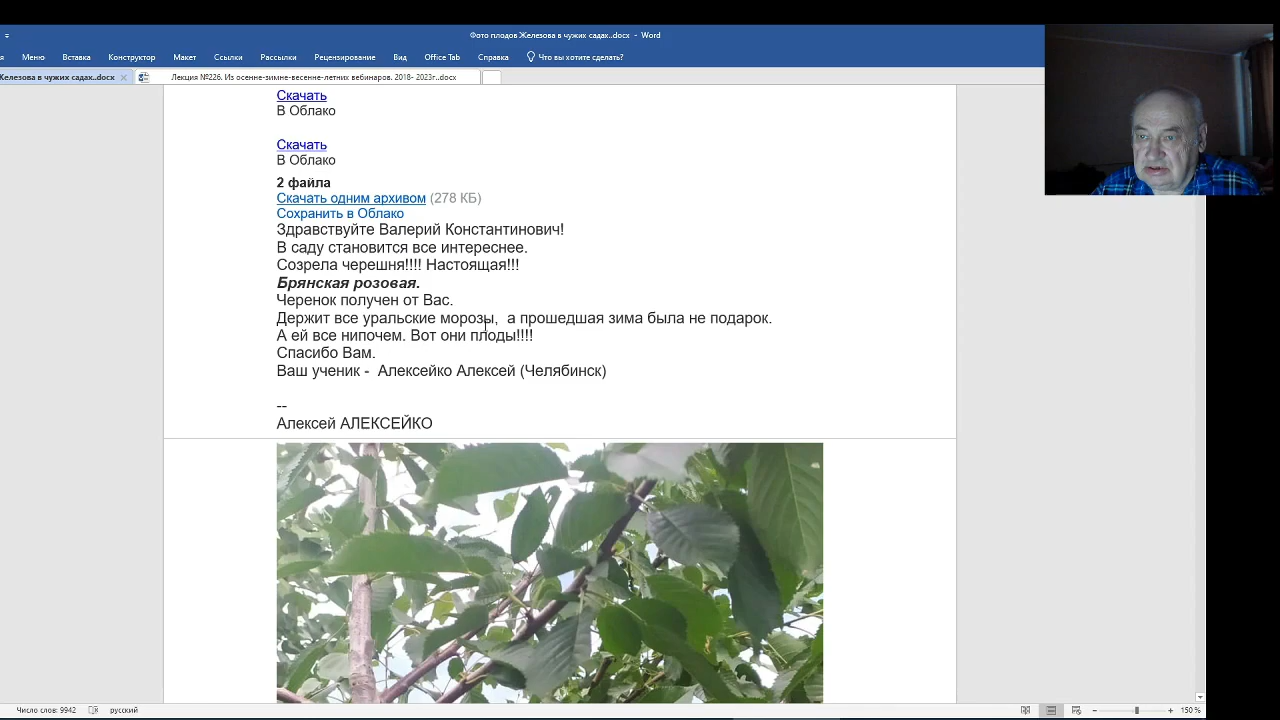 Фото плодов Железова в чужих садах..docx - Word
Меню Вставка Конструктор Макет Ссылки Рассылки Рецензирование Вид Office Tab Справка Что вы хотите сделать?
Железова в чужих садах..docx Лекция №226. Из осенне-зимне-весенне-летних вебинаров. 2018- 2023г..docx
Скачать
В Облако
Скачать
В Облако
2 файла
Скачать одним архивом (278 КБ)
Сохранить в Облако
Здравствуйте Валерий Константинович!
В саду становится все интереснее.
Созрела черешня!!!! Настоящая!!!
Брянская розовая.
Черенок получен от Вас.
Держит все уральские морозы, а прошедшая зима была не подарок.
А ей все нипочем. Вот они плоды!!!!
Спасибо Вам.
Ваш ученик - Алексейко Алексей (Челябинск)
--
Алексей АЛЕКСЕЙКО
Число слов: 9942 русский 150 %